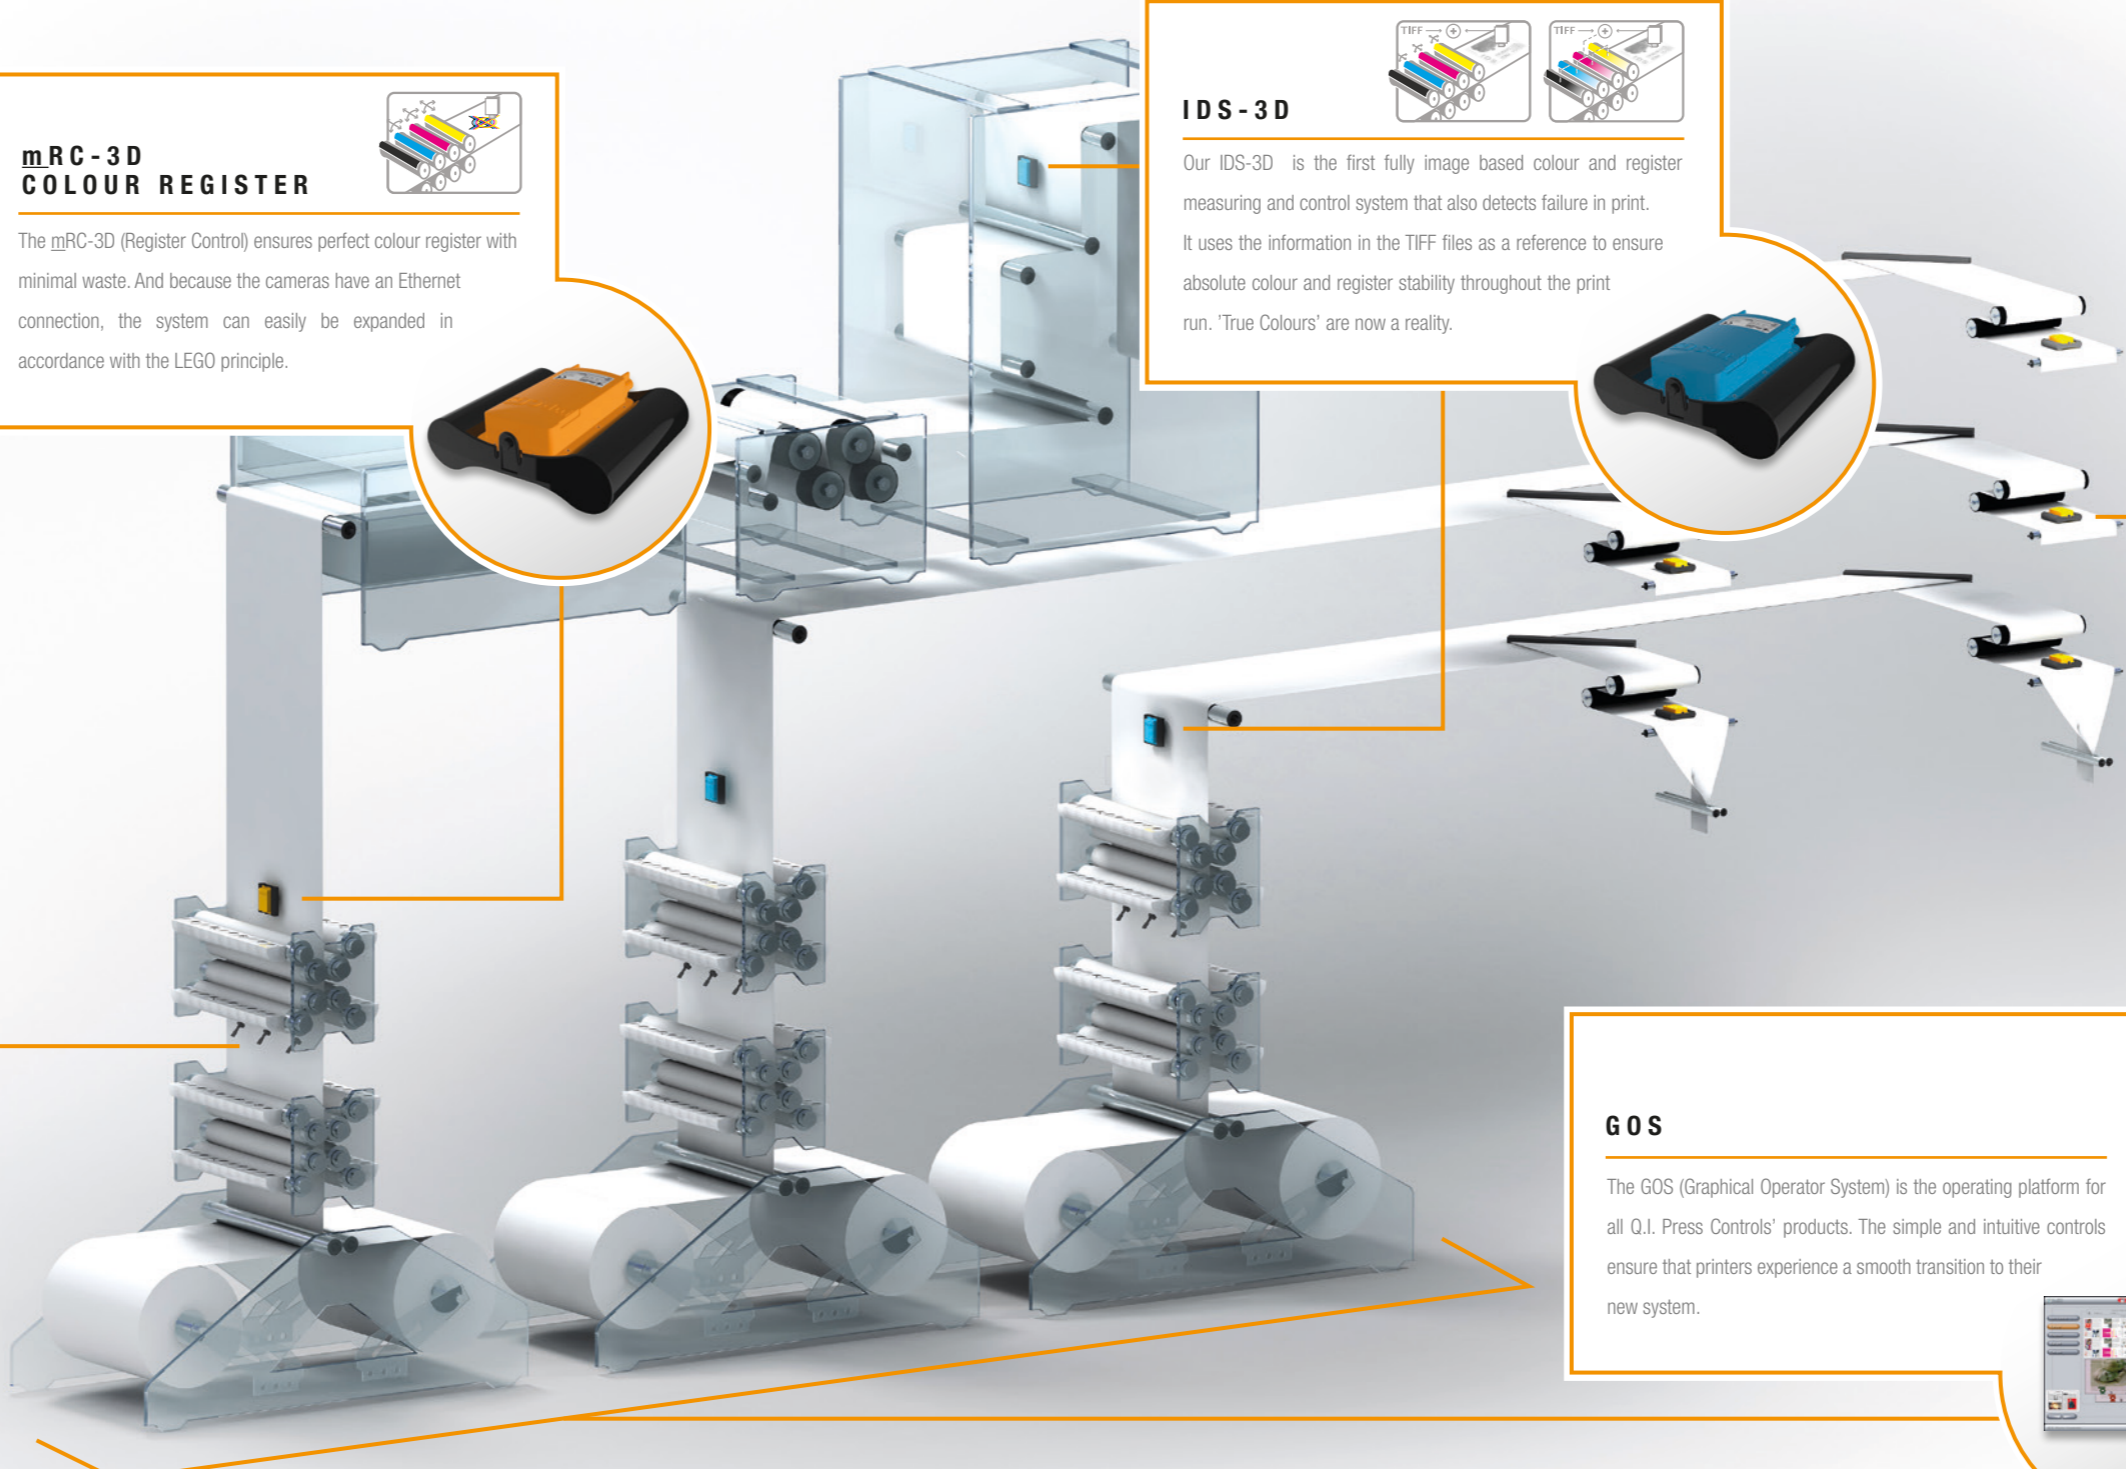 mRC-3D
COLOUR REGISTER
The mRC-3D (Register Control) ensures perfect colour register with
minimal waste. And because the cameras have an Ethernet
connection, the system can easily be expanded in
accordance with the LEGO principle.
TIFF
TIFF
IDS-3D
Our IDS-3D is the first fully image based colour and register
measuring and control system that also detects failure in print.
It uses the information in the TIFF files as a reference to ensure
absolute colour and register stability throughout the print
run. 'True Colours' are now a reality.
GOS
The GOS (Graphical Operator System) is the operating platform for
all Q.I. Press Controls' products. The simple and intuitive controls
ensure that printers experience a smooth transition to their
new system.